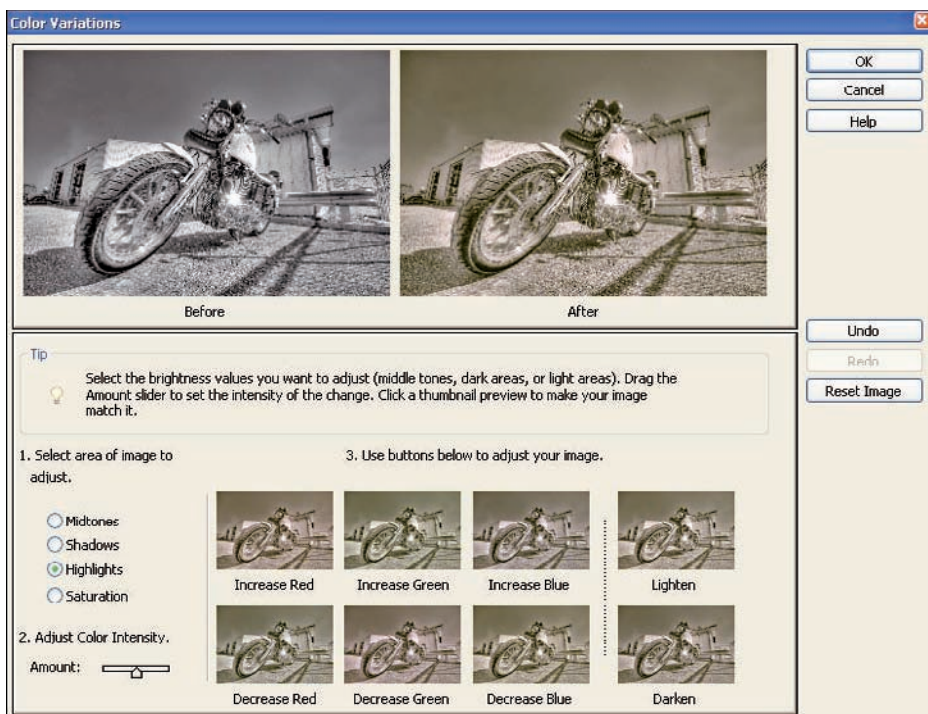 Color Variations
OK
Cancel
Help
Before
After
Undo
Redo
Reset Image
Tip
Select the brightness values you want to adjust (middle tones, dark areas, or light areas). Drag the
Amount slider to set the intensity of the change. Click a thumbnail preview to make your image
match it.
1. Select area of image to
adjust.
Midtones
Shadows
Highlights
Saturation
2. Adjust Color Intensity.
Amount:
3. Use buttons below to adjust your image.
Increase Red
Increase Green
Increase Blue
Lighten
Decrease Red
Decrease Green
Decrease Blue
Darken